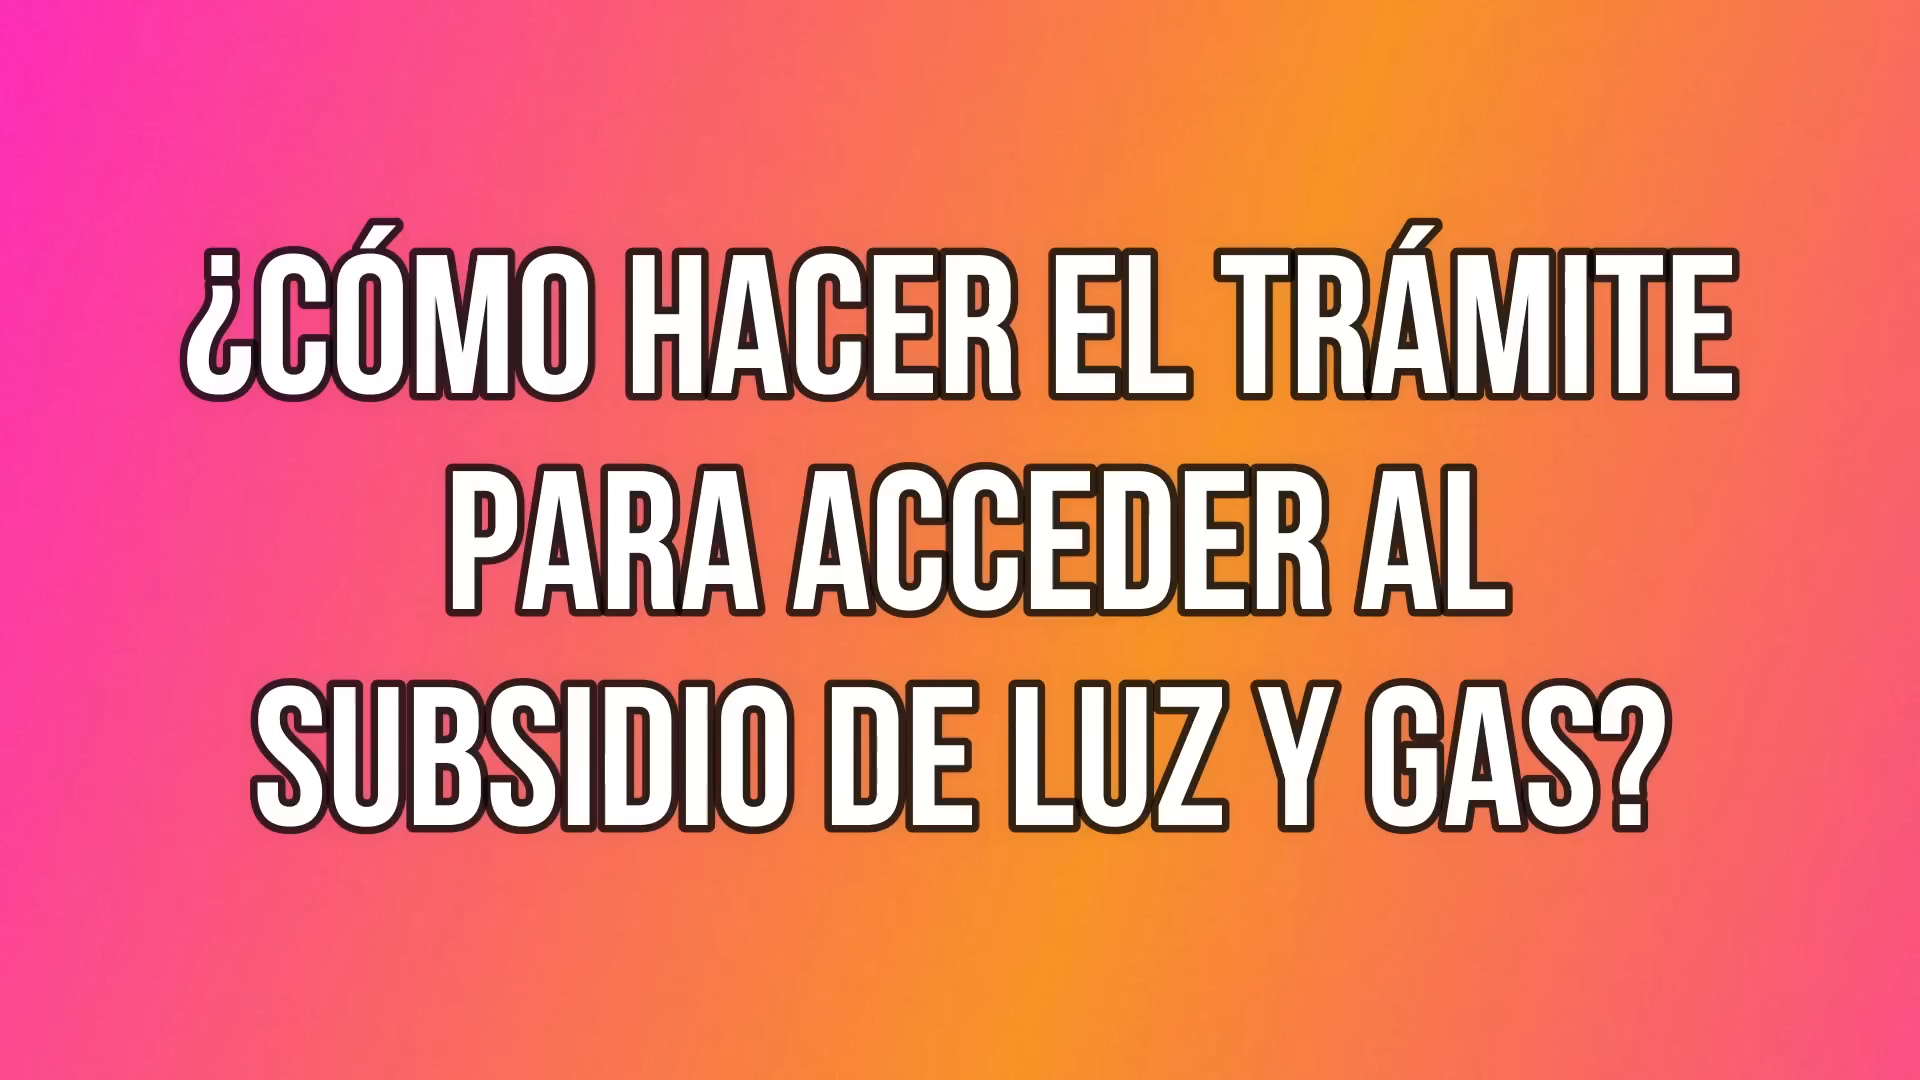 ¿CÓMO HACER EL TRÁMITE
PARA ACCEDER AL
SUBSIDIO DE LUZ Y GAS?